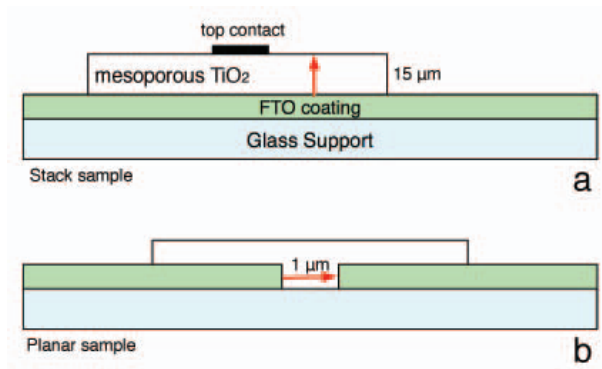 top contact
mesoporous TiO₂
15 μm
FTO coating
Glass Support
Stack sample
a
1 μm
Planar sample
b